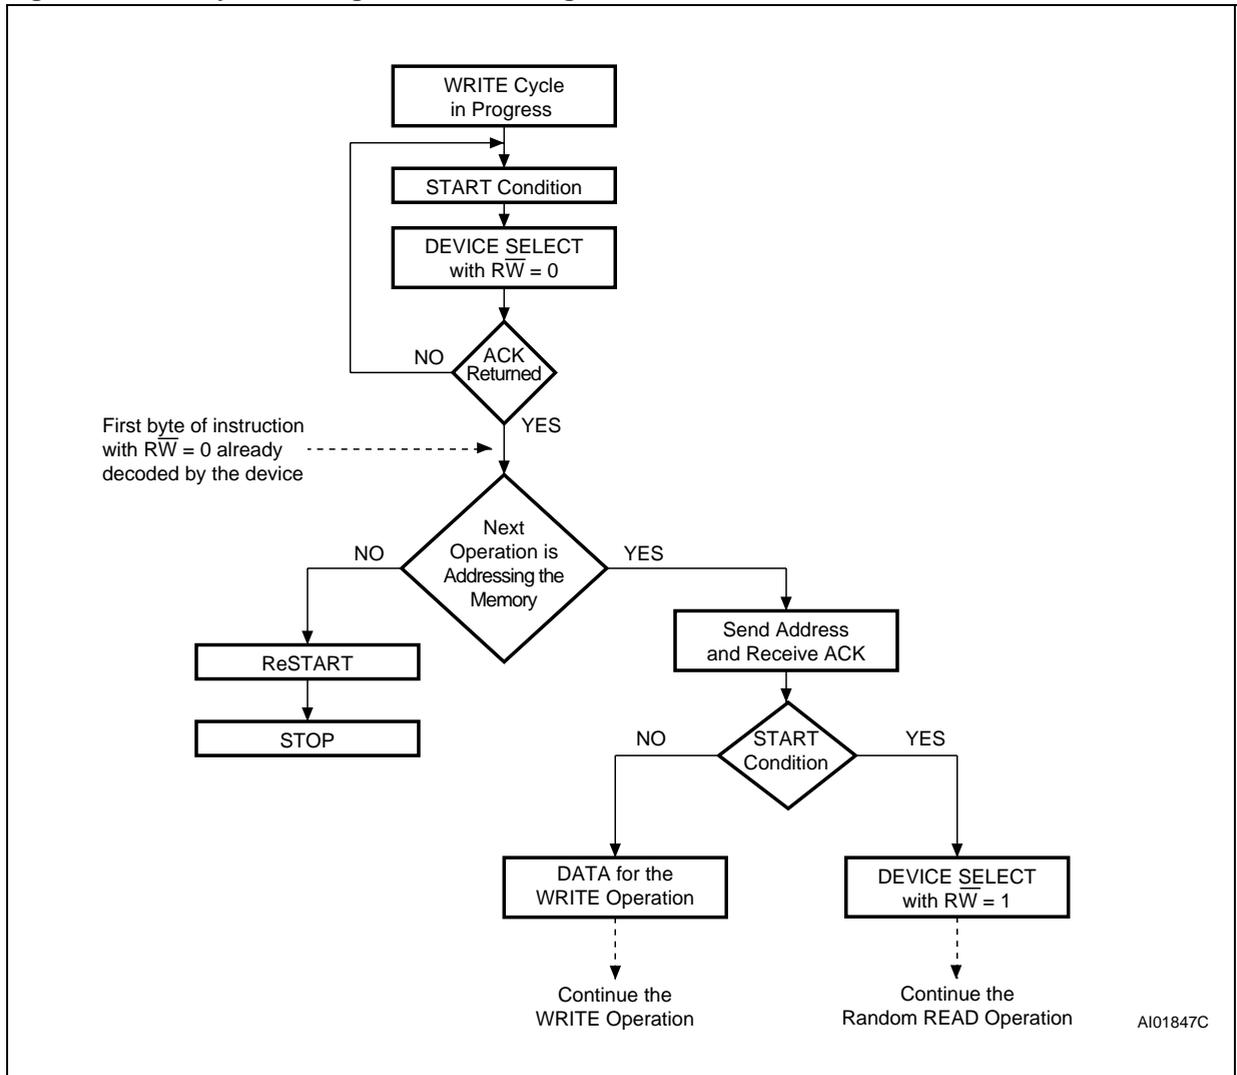 WRITE Cycle
in Progress
START Condition
DEVICE SELECT
with RW̅ = 0
ACK
Returned
NO
YES
First byte of instruction
with RW̅ = 0 already
decoded by the device
Next
Operation is
Addressing the
Memory
NO
YES
Send Address
and Receive ACK
ReSTART
STOP
START
Condition
NO
YES
DATA for the
WRITE Operation
DEVICE SELECT
with RW̅ = 1
Continue the
WRITE Operation
Continue the
Random READ Operation
AI01847C